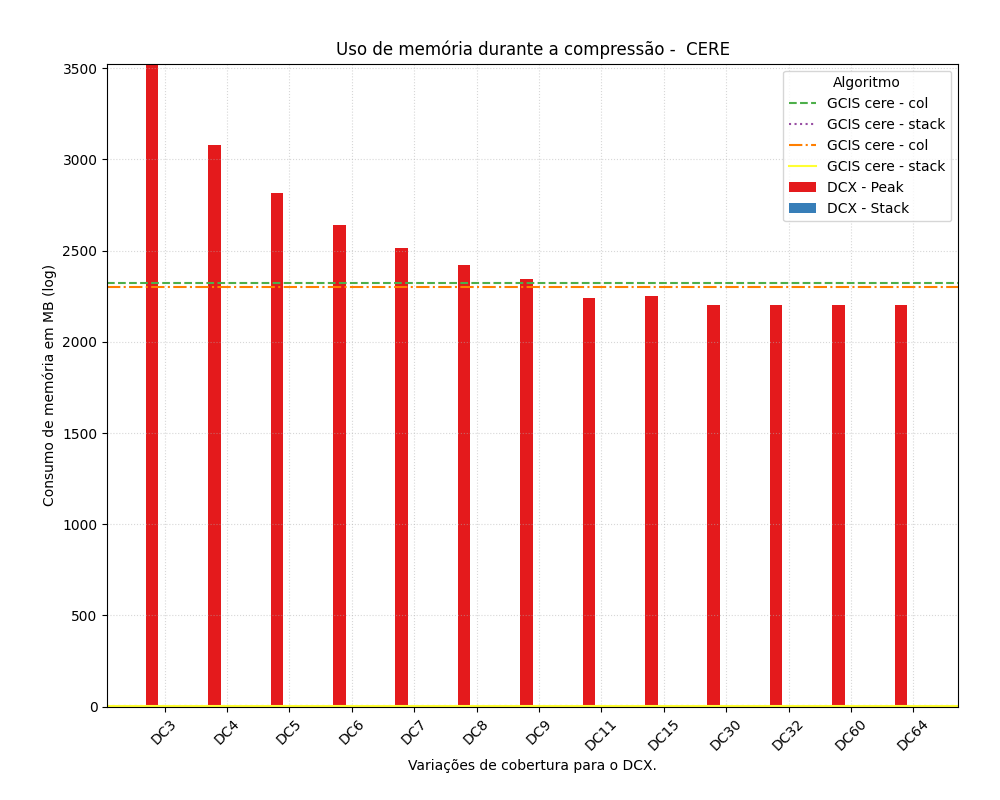 Uso de memória durante a compressão -  CERE
Algoritmo
GCIS cere - col
GCIS cere - stack
GCIS cere - col
GCIS cere - stack
DCX - Peak
DCX - Stack
Consumo de memória em MB (log)
3500
3000
2500
2000
1500
1000
500
0
DC3 DC4 DC5 DC6 DC7 DC8 DC9 DC11 DC15 DC30 DC32 DC60 DC64
Variações de cobertura para o DCX.